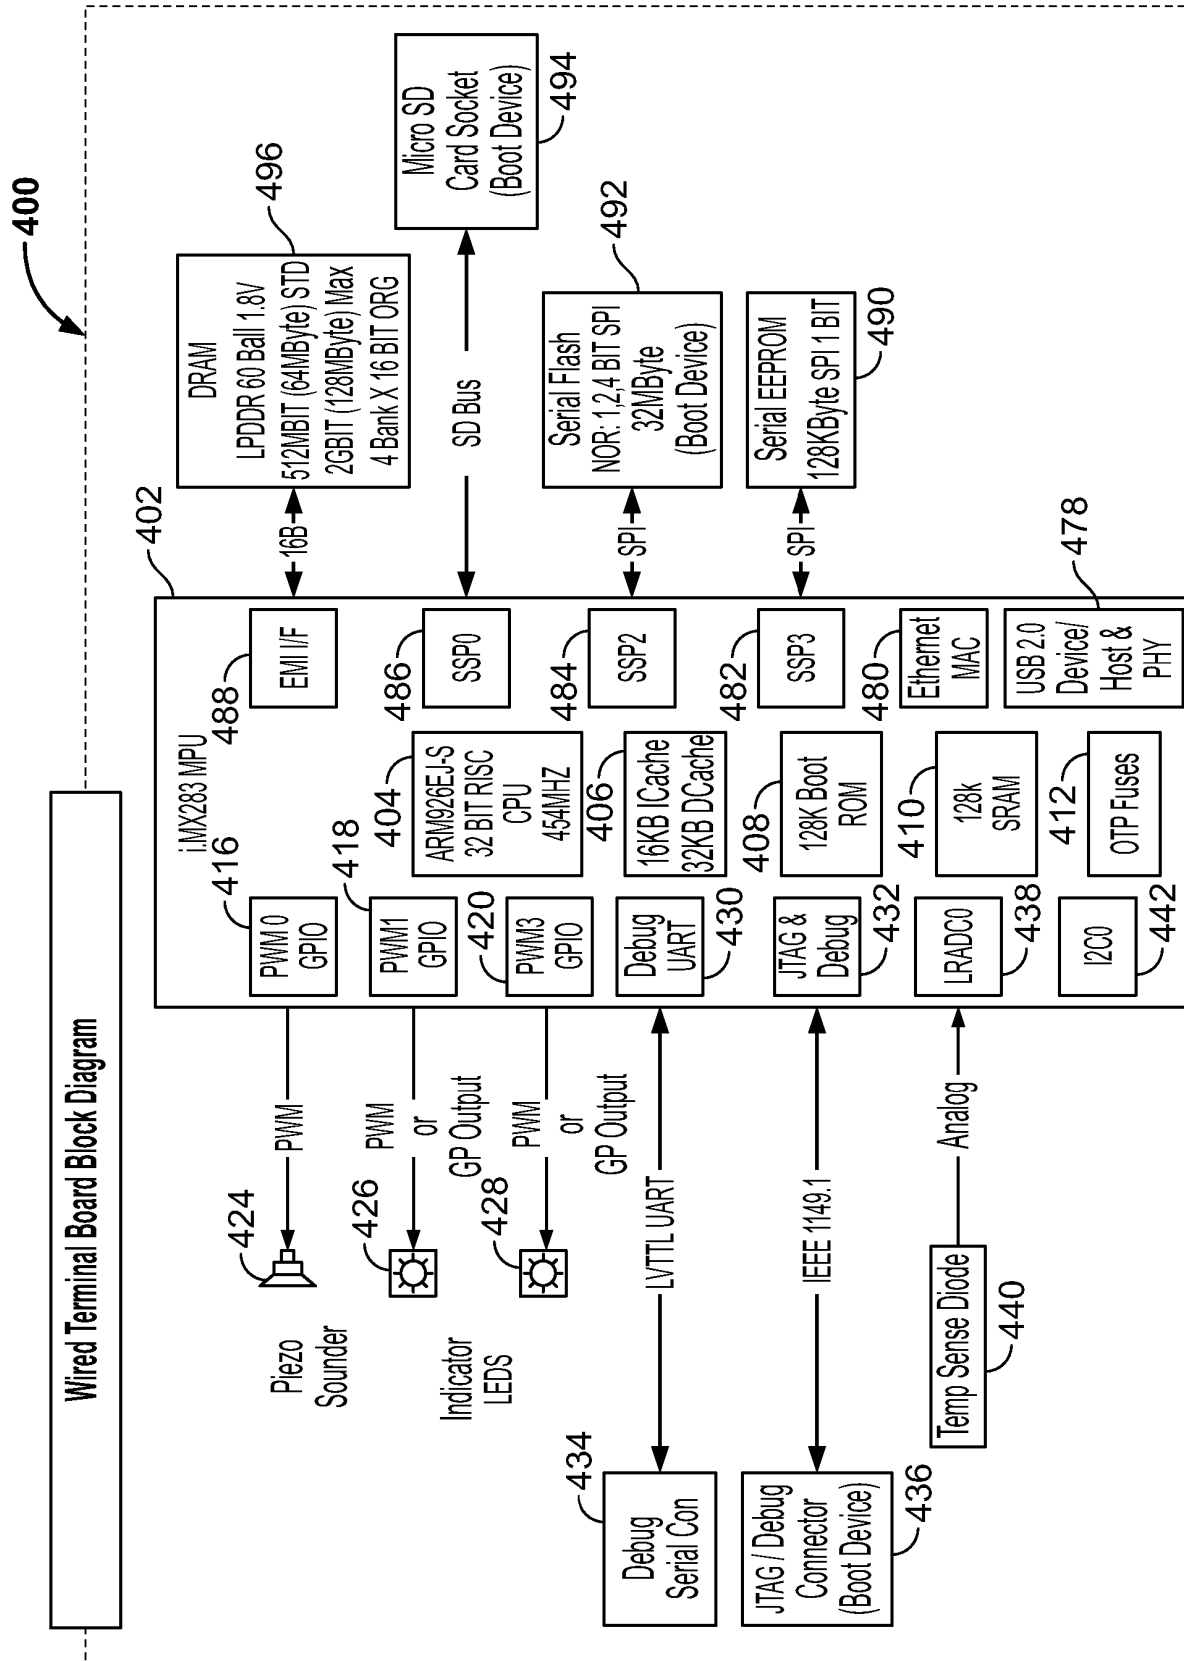 Wired Terminal Board Block Diagram
400
402
i.MX283 MPU
416
PWM 0
GPIO
418
PWM1
GPIO
420
PWM3
GPIO
Debug
UART
430
JTAG &
Debug
432
LRADC0
438
I2C0
442
404
ARM926EJ-S
32 BIT RISC
CPU
454MHZ
406
16KB ICache
32KB DCache
408
128K Boot
ROM
410
128k
SRAM
412
OTP Fuses
488
EMI I/F
486
SSP0
484
SSP2
482
SSP3
480
Ethernet
MAC
478
USB 2.0
Device/
Host &
PHY
16B
DRAM
LPDDR 60 Ball 1.8V
512MBIT (64MByte) STD
2GBIT (128MByte) Max
4 Bank X 16 BIT ORG
496
SD Bus
Micro SD
Card Socket
(Boot Device)
494
SPI
Serial Flash
NOR: 1,2,4 BIT SPI
32MByte
(Boot Device)
492
SPI
Serial EEPROM
128KByte SPI 1 BIT
490
PWM
424
Piezo
Sounder
PWM
or
GP Output
426
Indicator
LEDS
PWM
or
GP Output
428
LVTTL UART
434
Debug
Serial Con
IEEE 1149.1
JTAG / Debug
Connector
(Boot Device)
436
Analog
Temp Sense Diode
440